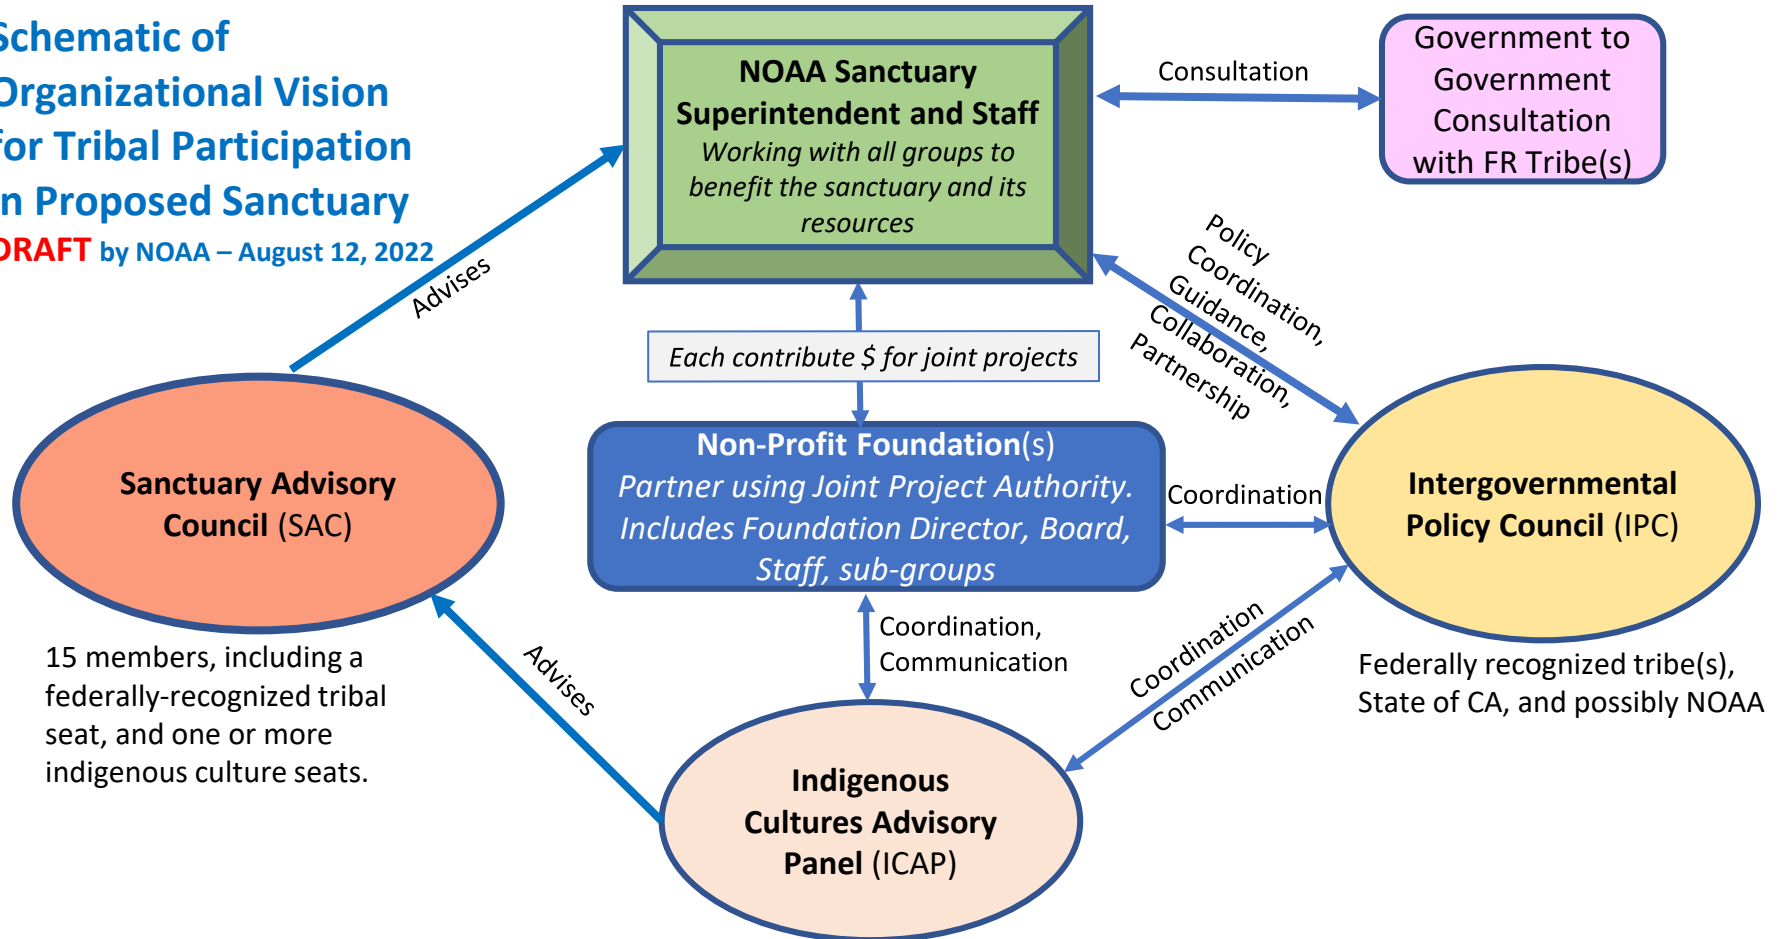 Schematic of
Organizational Vision
for Tribal Participation
in Proposed Sanctuary
DRAFT by NOAA – August 12, 2022
NOAA Sanctuary
Superintendent and Staff
Working with all groups to
benefit the sanctuary and its
resources
Consultation
Government to
Government
Consultation
with FR Tribe(s)
Advises
Policy
Coordination,
Guidance,
Collaboration,
Partnership
Each contribute $ for joint projects
Non-Profit Foundation(s)
Partner using Joint Project Authority.
Includes Foundation Director, Board,
Staff, sub-groups
Coordination
Sanctuary Advisory
Council (SAC)
Intergovernmental
Policy Council (IPC)
15 members, including a
federally-recognized tribal
seat, and one or more
indigenous culture seats.
Advises
Coordination,
Communication
Coordination
Communication
Federally recognized tribe(s),
State of CA, and possibly NOAA
Indigenous
Cultures Advisory
Panel (ICAP)